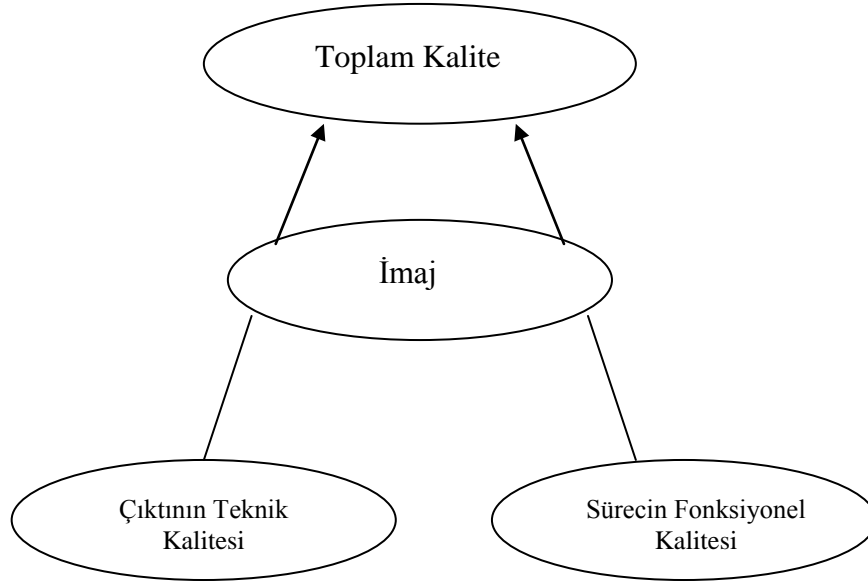 Toplam Kalite
İmaj
Çıktının Teknik
Kalitesi
Sürecin Fonksiyonel
Kalitesi